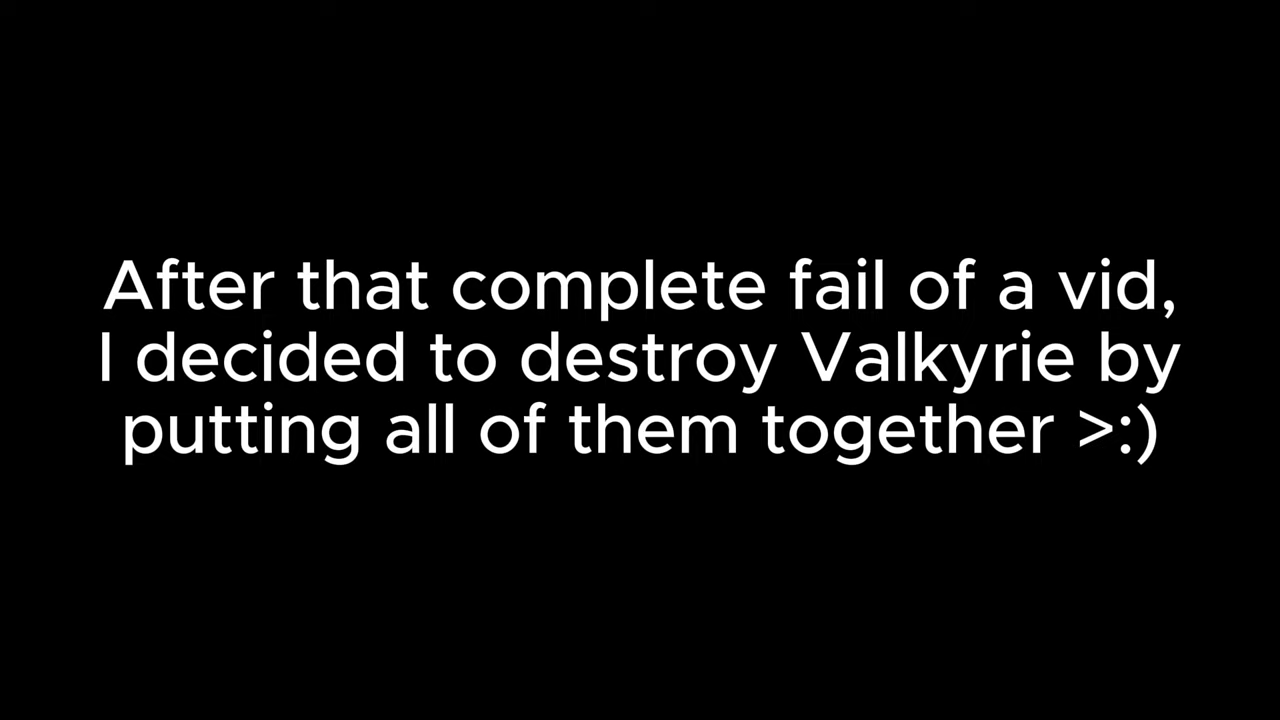 After that complete fail of a vid,
I decided to destroy Valkyrie by
putting all of them together >:)